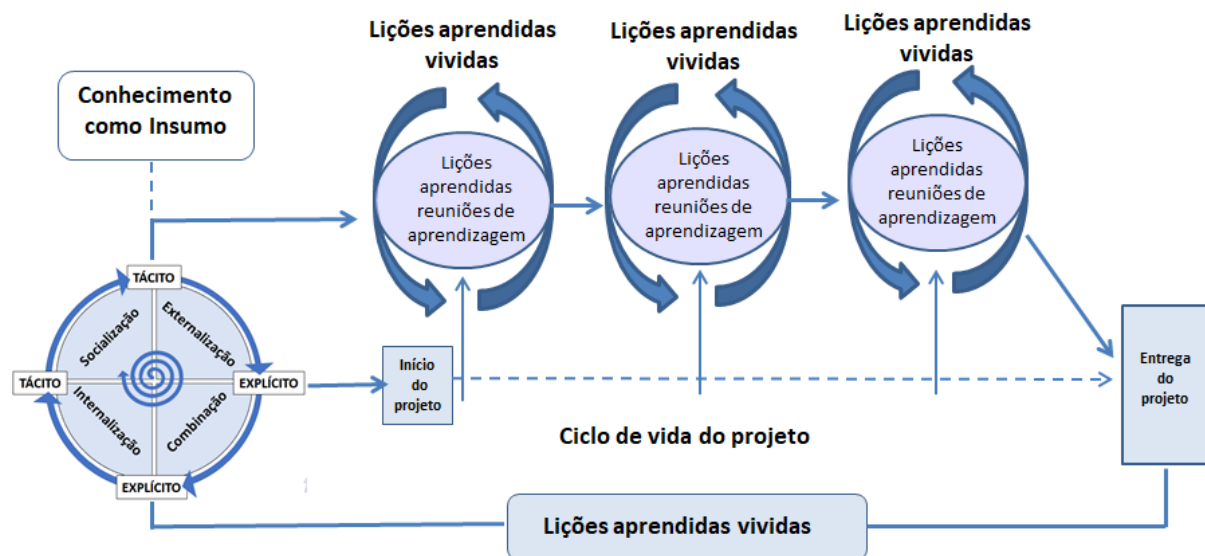 Conhecimento
como Insumo
Lições aprendidas
vividas
Lições aprendidas
vividas
Lições aprendidas
vividas
Lições
aprendidas
reuniões de
aprendizagem
Lições
aprendidas
reuniões de
aprendizagem
Lições
aprendidas
reuniões de
aprendizagem
TÁCITO
Socialização
Externalização
TÁCITO
EXPLÍCITO
Internalização
Combinação
EXPLÍCITO
Início
do
projeto
Entrega
do
projeto
Ciclo de vida do projeto
Lições aprendidas vividas